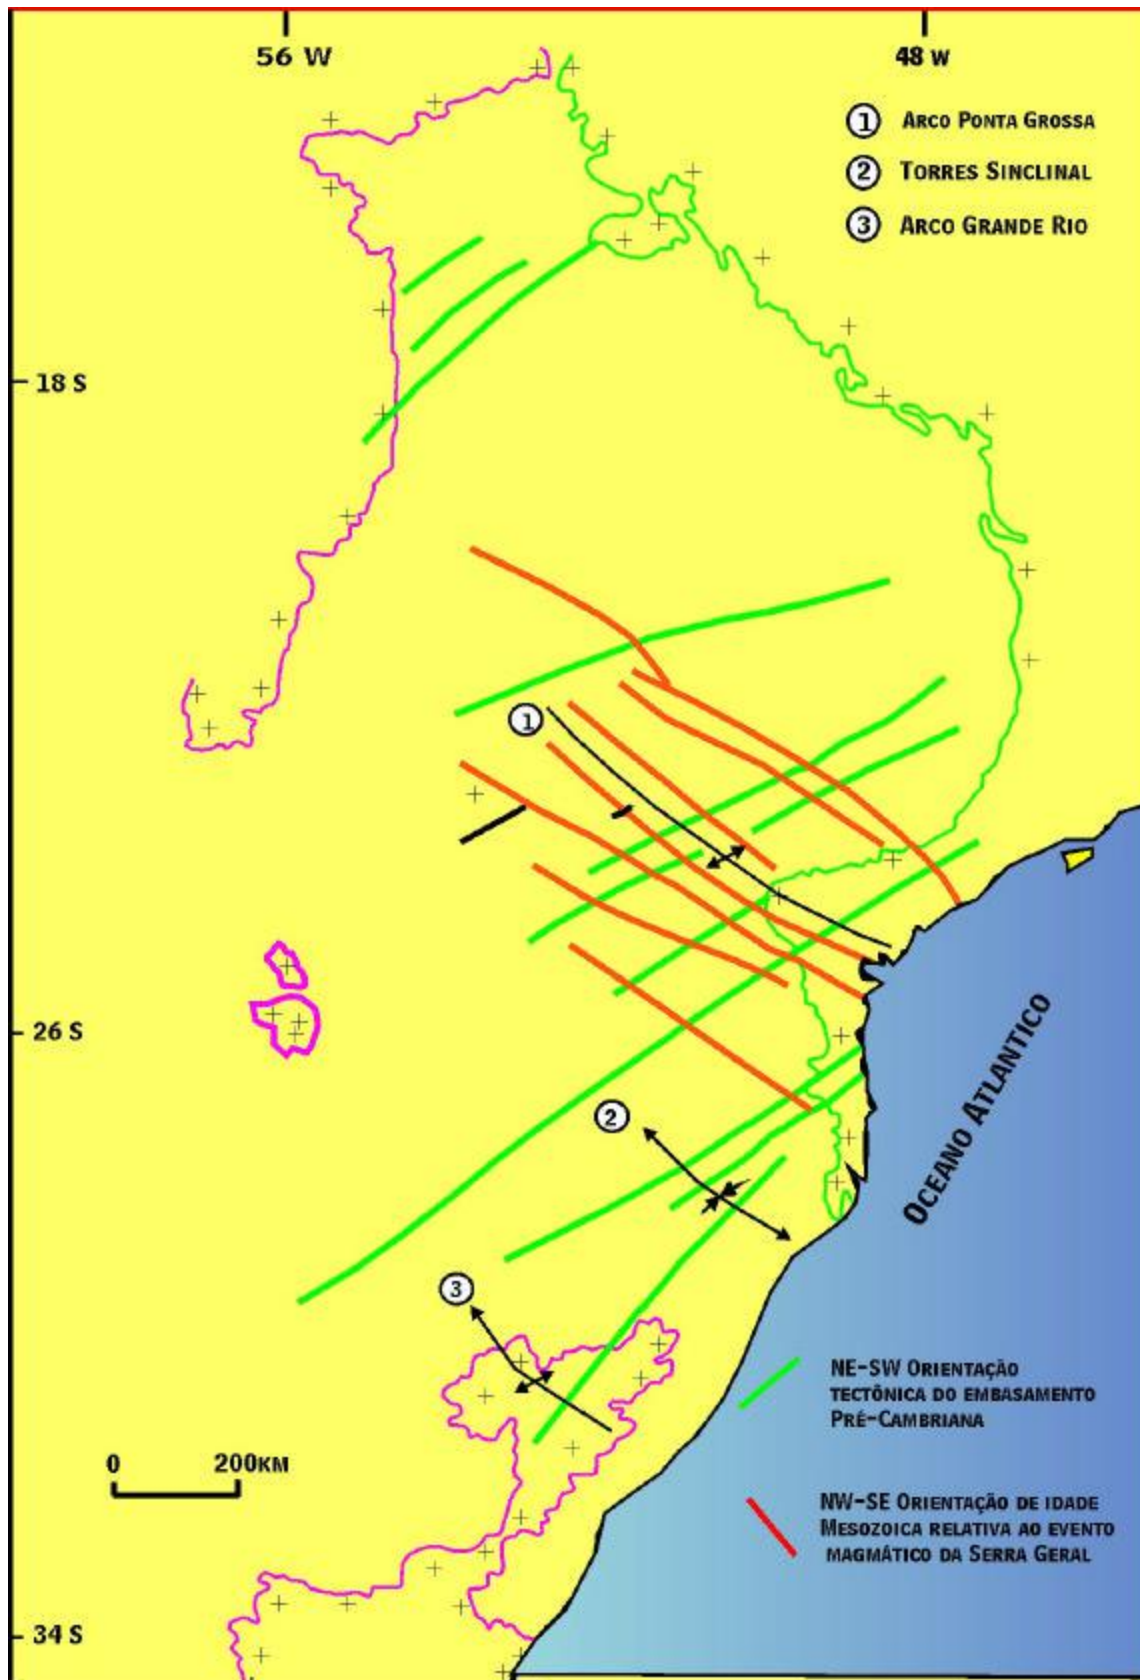 56 W
48 W
1 ARCO PONTA GROSSA
2 TORRES SINCLINAL
3 ARCO GRANDE RIO
18 S
1
26 S
2
OCEANO ATLANTICO
3
NE-SW ORIENTAÇÃO
TECTÔNICA DO EMBASAMENTO
PRÉ-CAMBRIANA
0 200KM
NW-SE ORIENTAÇÃO DE IDADE
MESOZOICA RELATIVA AO EVENTO
MAGMÁTICO DA SERRA GERAL
34 S